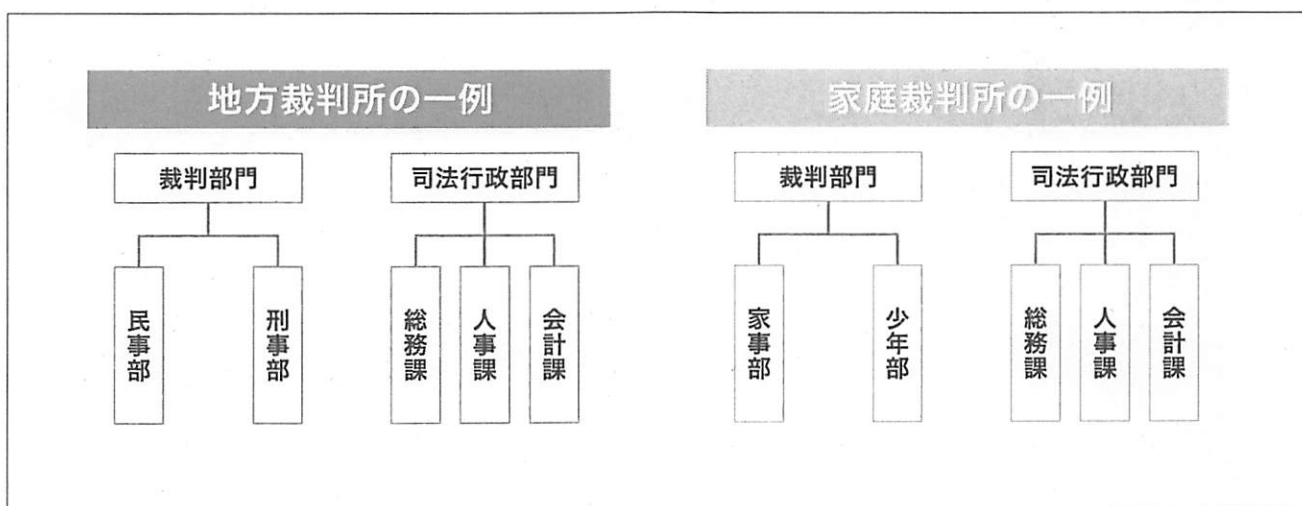 地方裁判所の一例
裁判部門
司法行政部門
民事部
刑事部
総務課
人事課
会計課
家庭裁判所の一例
裁判部門
司法行政部門
家事部
少年部
総務課
人事課
会計課